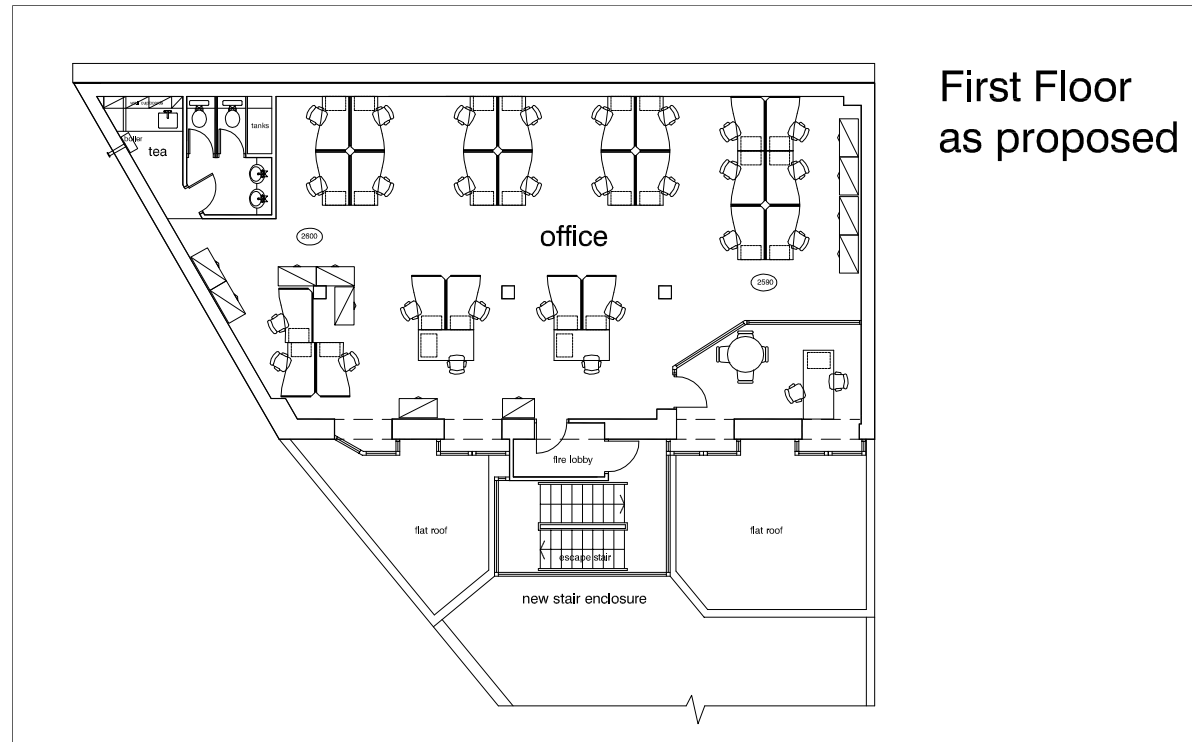 First Floor
as proposed
tanks
boiler
tea
2600
office
2590
fire lobby
flat roof
flat roof
escape stair
new stair enclosure